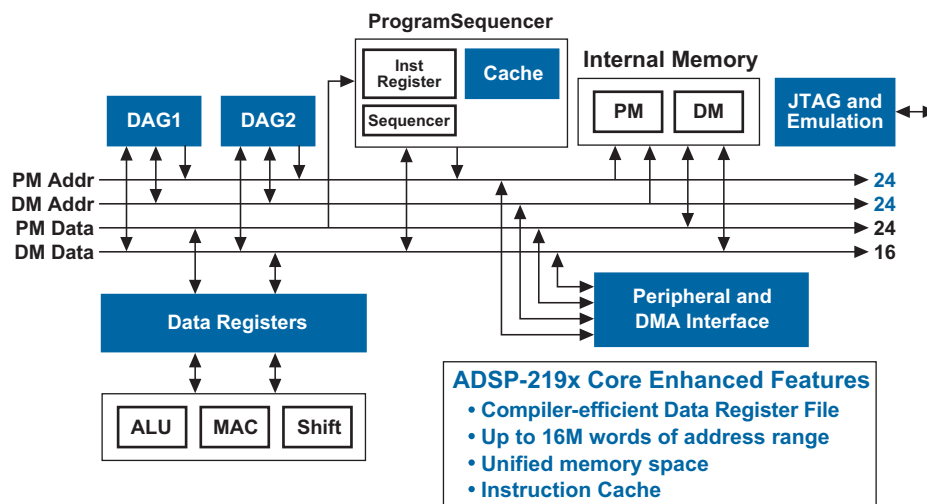 ProgramSequencer
Inst
Register
Cache
Sequencer
Internal Memory
PM
DM
JTAG and
Emulation
DAG1
DAG2
PM Addr
24
DM Addr
24
PM Data
24
DM Data
16
Data Registers
Peripheral and
DMA Interface
ALU
MAC
Shift
ADSP-219x Core Enhanced Features
• Compiler-efficient Data Register File
• Up to 16M words of address range
• Unified memory space
• Instruction Cache